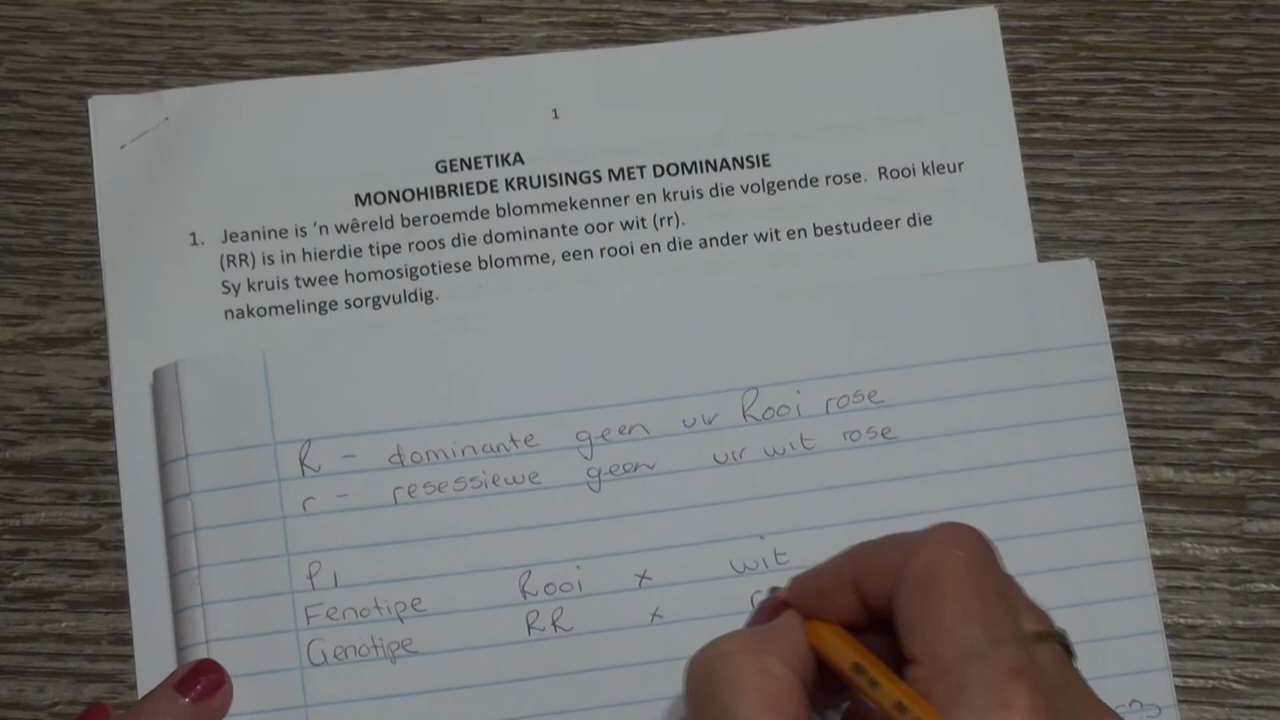 1
GENETIKA
MONOHIBRIEDE KRUISINGS MET DOMINANSIE
1. Jeanine is 'n wêreld beroemde blommekenner en kruis die volgende rose. Rooi kleur
(RR) is in hierdie tipe roos die dominante oor wit (rr).
Sy kruis twee homosigotiese blomme, een rooi en die ander wit en bestudeer die
nakomelinge sorgvuldig.
R - dominante geen vir Rooi rose
r - resessiewe geen vir wit rose
P1
Fenotipe Rooi x wit
Genotipe RR x r